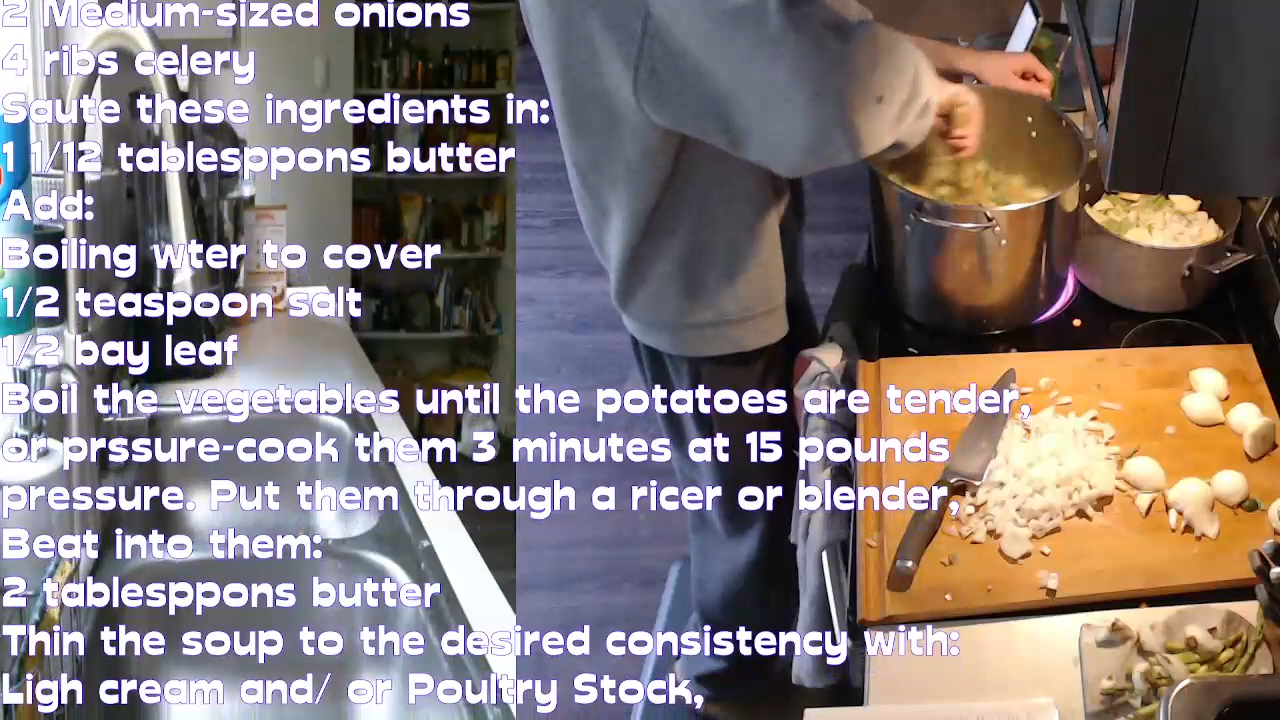 2 Medium-sized onions
4 ribs celery
Saute these ingredients in:
1 1/12 tablesppons butter
Add:
Boiling wter to cover
1/2 teaspoon salt
1/2 bay leaf
Boil the vegetables until the potatoes are tender,
or prssure-cook them 3 minutes at 15 pounds
pressure. Put them through a ricer or blender,
Beat into them:
2 tablesppons butter
Thin the soup to the desired consistency with:
Ligh cream and/ or Poultry Stock,